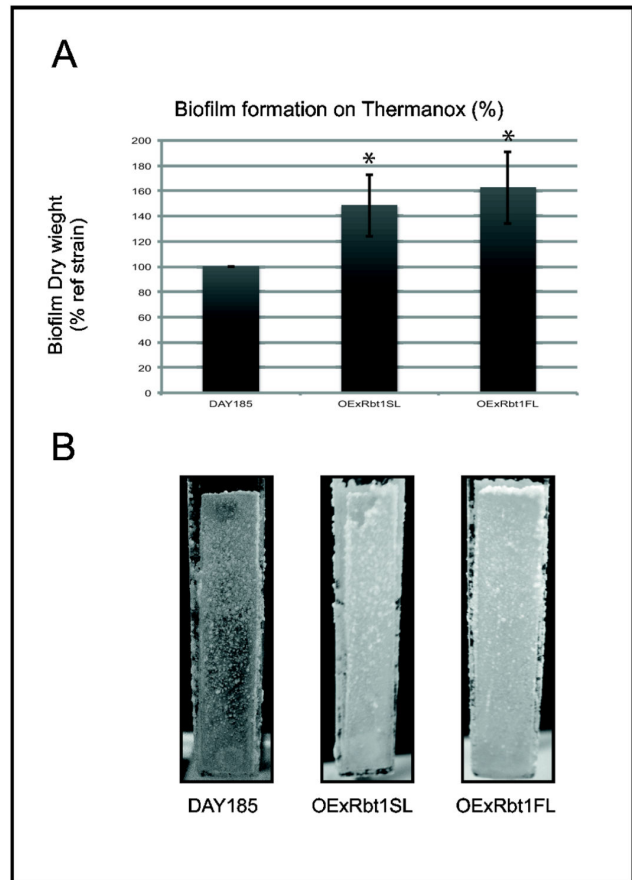 A
Biofilm formation on Thermanox (%)
Biofilm Dry wieght
(% ref strain)
200
180
160
140
120
100
80
60
40
20
0
*
*
DAY185
OExRbt1SL
OExRbt1FL
B
DAY185
OExRbt1SL
OExRbt1FL